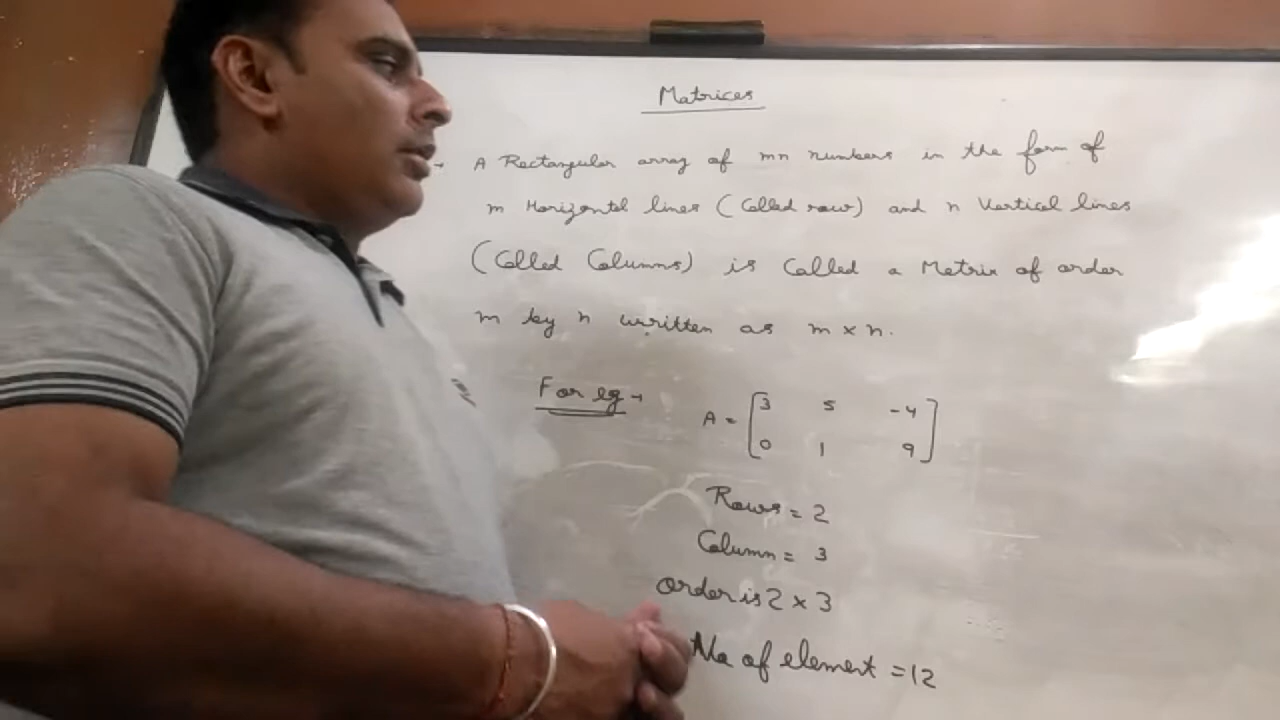 Matrices
A Rectangular array of mn numbers in the form of
m Horizontal lines (Called row) and n Vertical lines
(Called Columns) is Called a Matrix of order
m by n written as m × n.
For eg → A = [3 5 -4
0 1 9]
Rows = 2
Column = 3
order is 2 × 3
No of element = 12